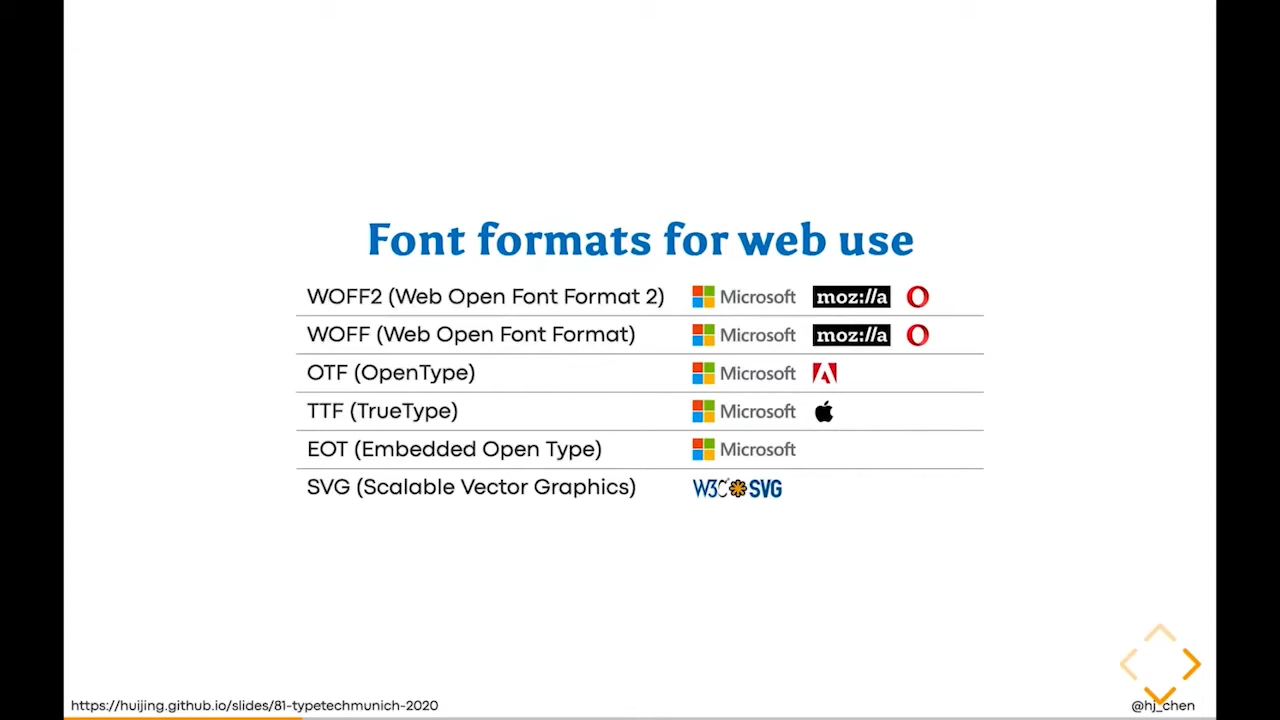 Font formats for web use
WOFF2 (Web Open Font Format 2) Microsoft moz://a
WOFF (Web Open Font Format) Microsoft moz://a
OTF (OpenType) Microsoft
TTF (TrueType) Microsoft
EOT (Embedded Open Type) Microsoft
SVG (Scalable Vector Graphics) W3C SVG
https://huijing.github.io/slides/81-typetechmunich-2020 @hj_chen